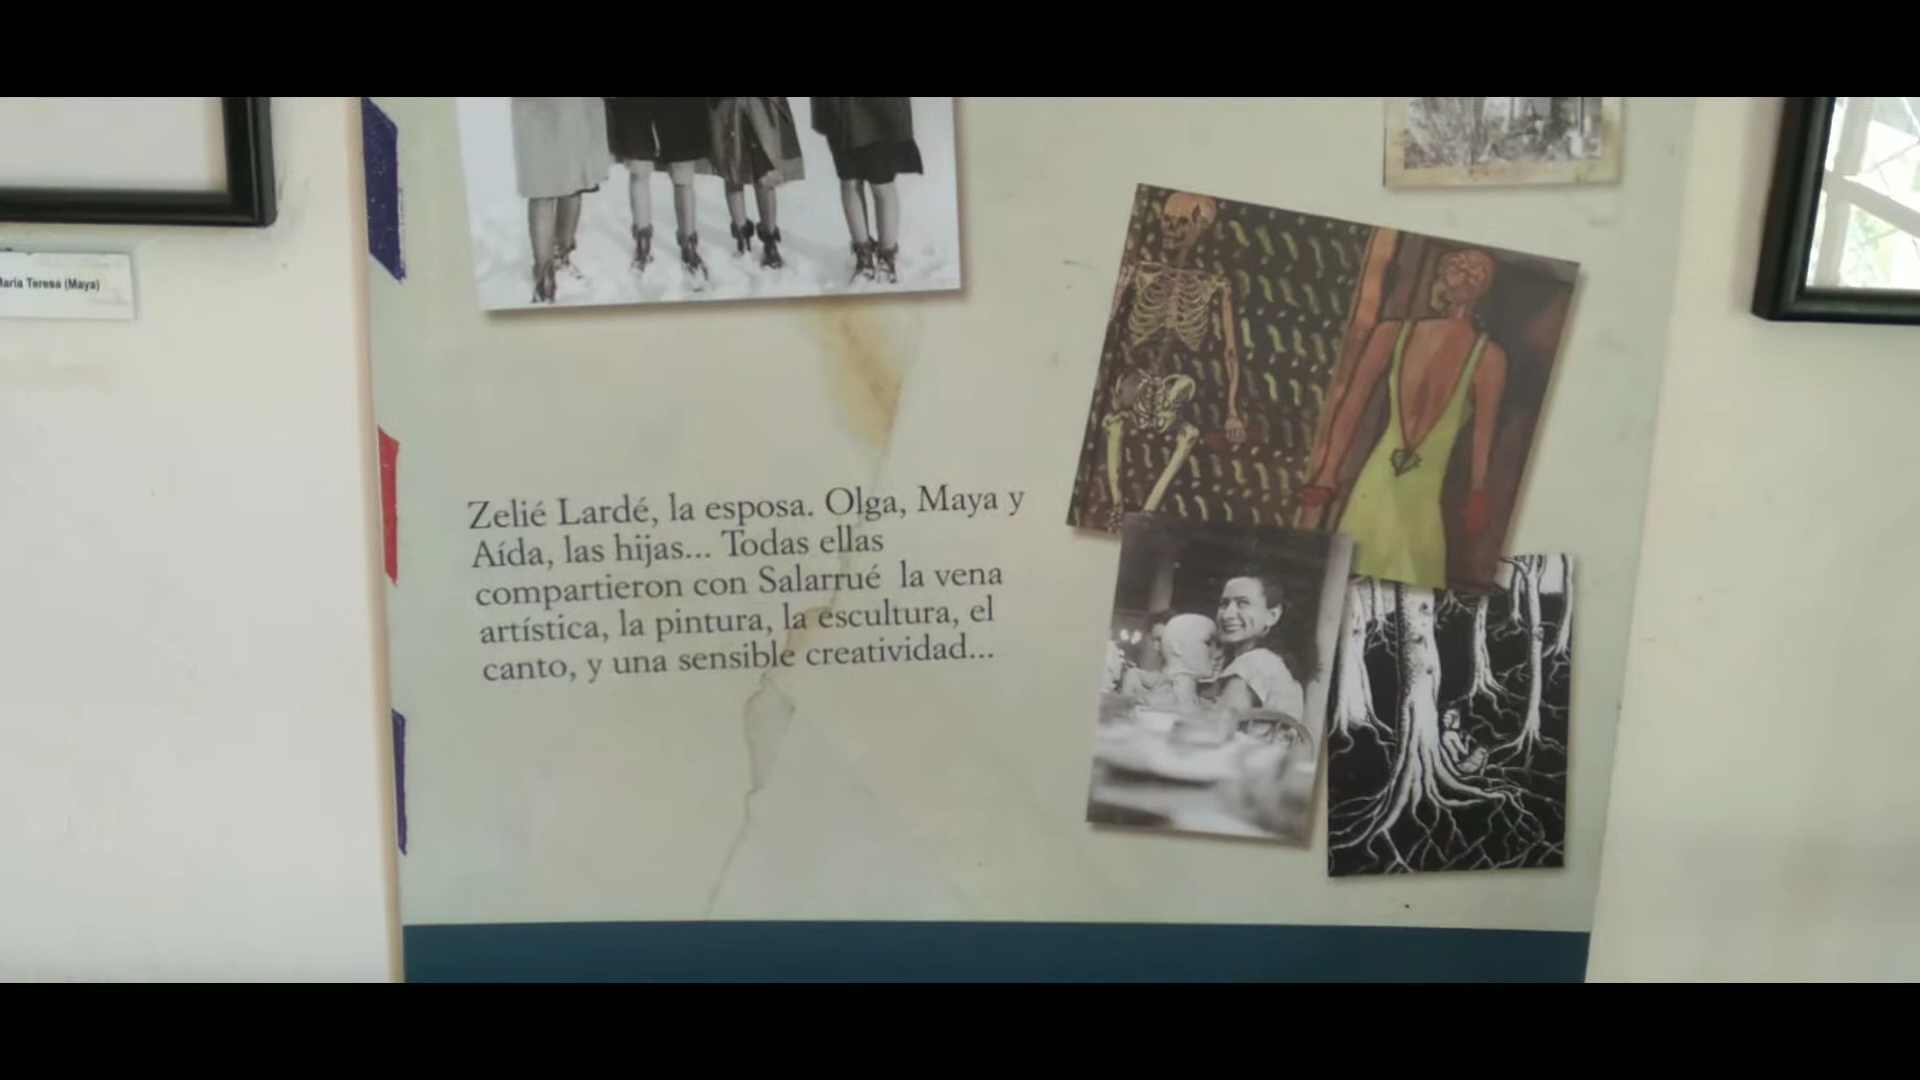 María Teresa (Maya)
Zelié Lardé, la esposa. Olga, Maya y
Aída, las hijas... Todas ellas
compartieron con Salarrué la vena
artística, la pintura, la escultura, el
canto, y una sensible creatividad...